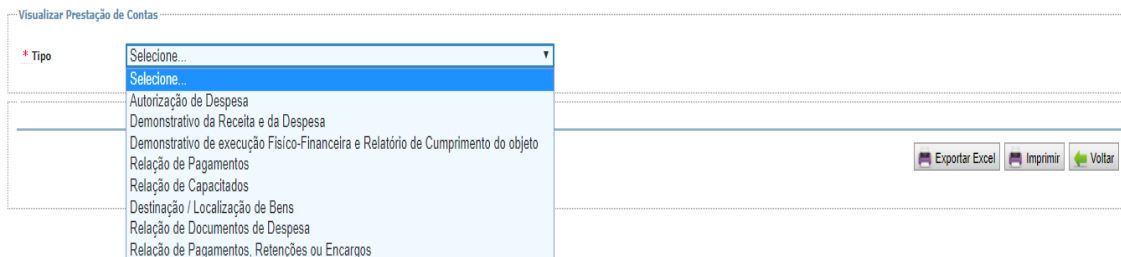 Visualizar Prestação de Contas
* Tipo
Selecione...
Selecione...
Autorização de Despesa
Demonstrativo da Receita e da Despesa
Demonstrativo de execução Fisíco-Financeira e Relatório de Cumprimento do objeto
Relação de Pagamentos
Relação de Capacitados
Destinação / Localização de Bens
Relação de Documentos de Despesa
Relação de Pagamentos, Retenções ou Encargos
Exportar Excel Imprimir Voltar